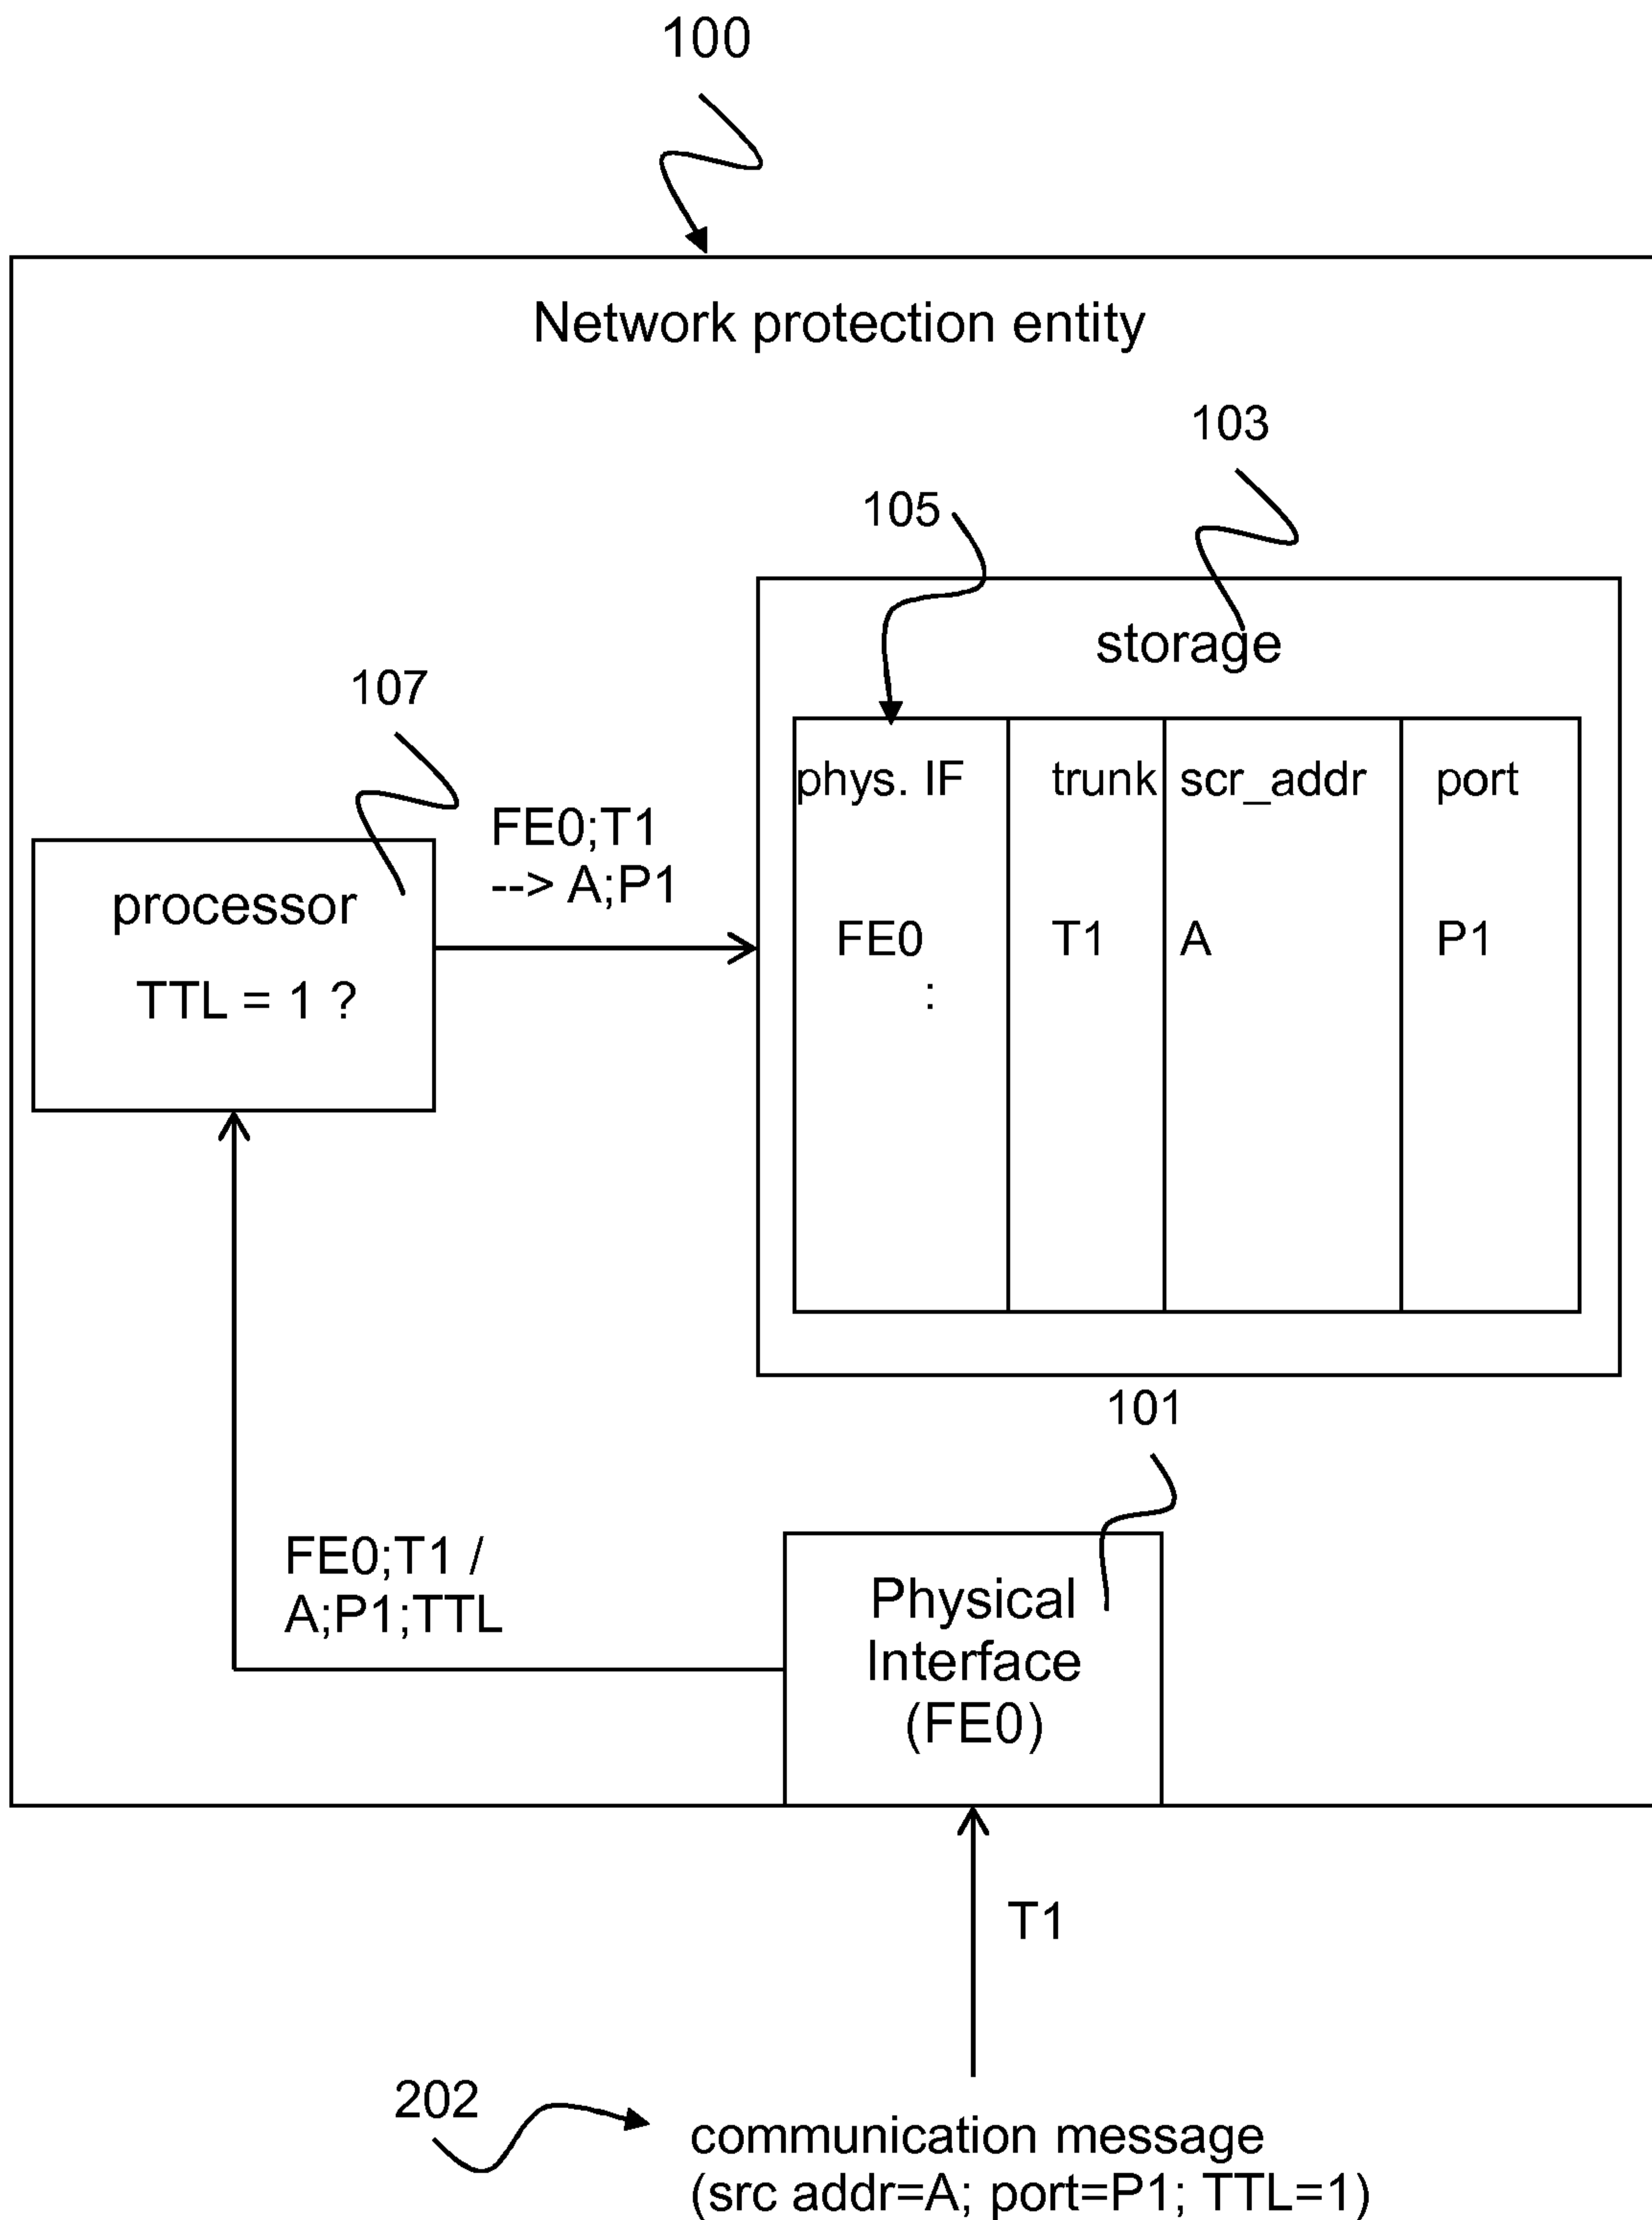 100
Network protection entity
103
105
storage
107
phys. IF trunk scr_addr port
FE0;T1
--> A;P1
processor
TTL = 1 ?
FE0 T1 A P1
:
101
FE0;T1 /
A;P1;TTL
Physical
Interface
(FE0)
T1
202
communication message
(src addr=A; port=P1; TTL=1)